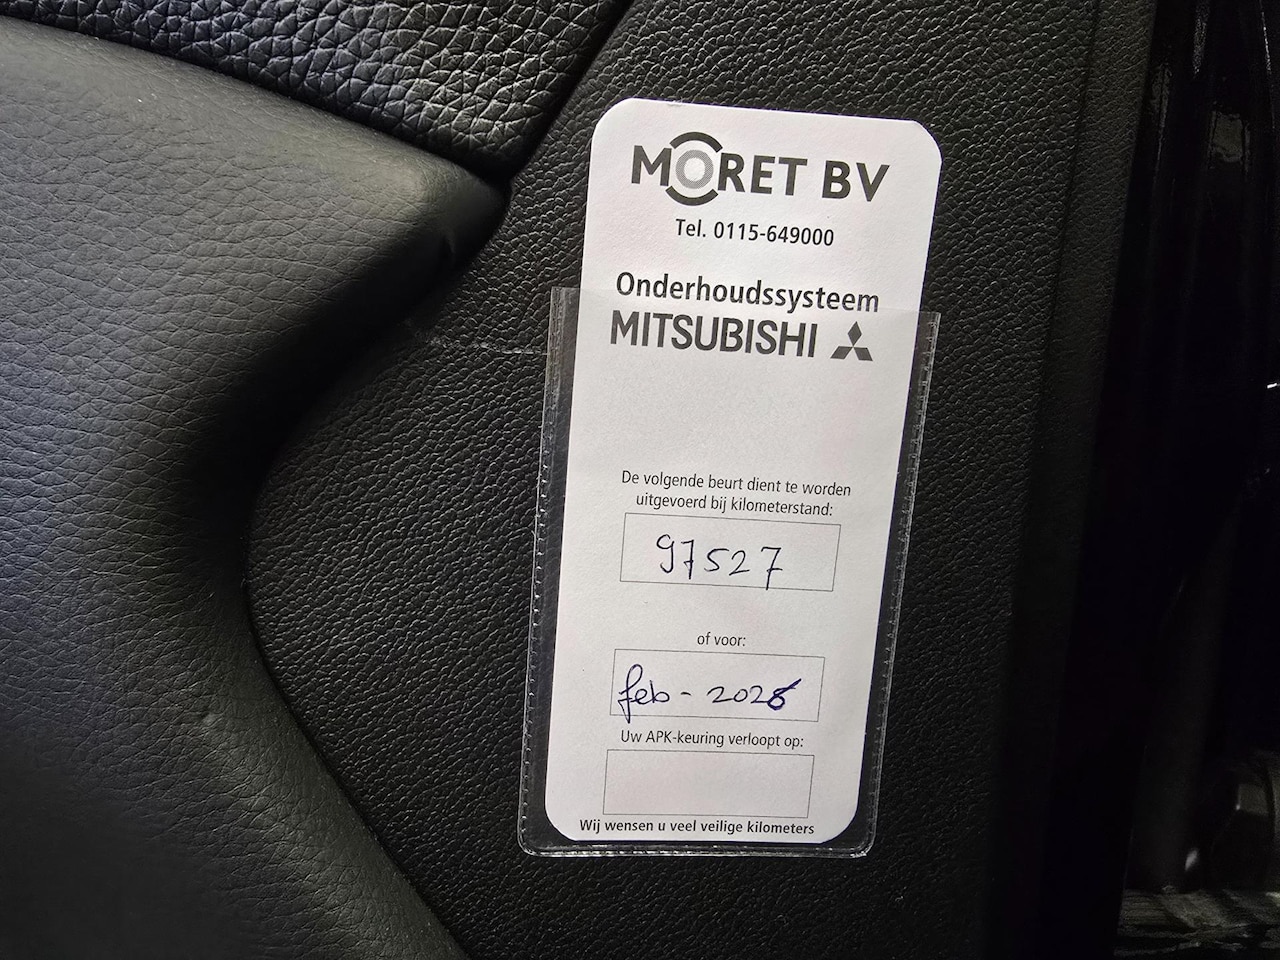 MORET BV
Tel. 0115-649000
Onderhoudssysteem
MITSUBISHI
De volgende beurt dient te worden
uitgevoerd bij kilometerstand:
97527
of voor:
feb - 2026
Uw APK-keuring verloopt op:
Wij wensen u veel veilige kilometers